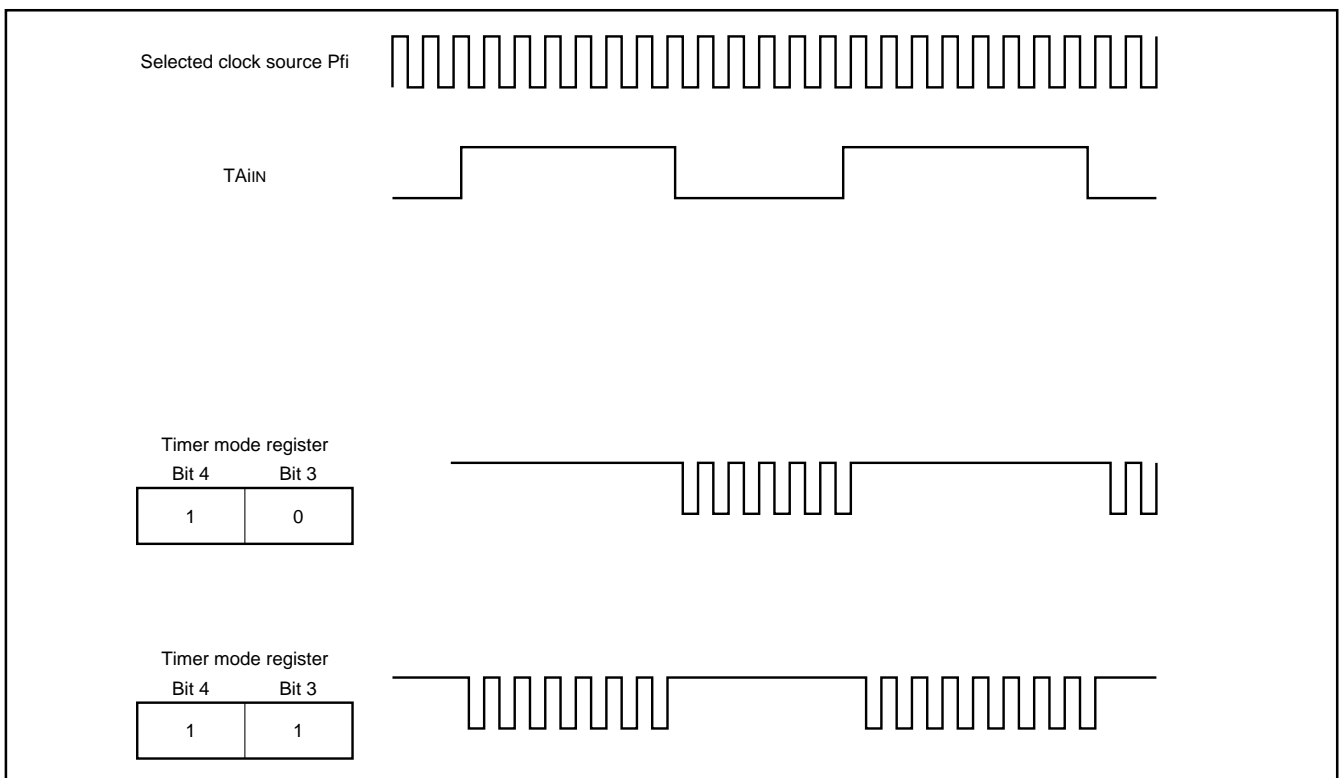 Selected clock source Pfi
TAiIN
Timer mode register
Bit 4 Bit 3
1 0
Timer mode register
Bit 4 Bit 3
1 1